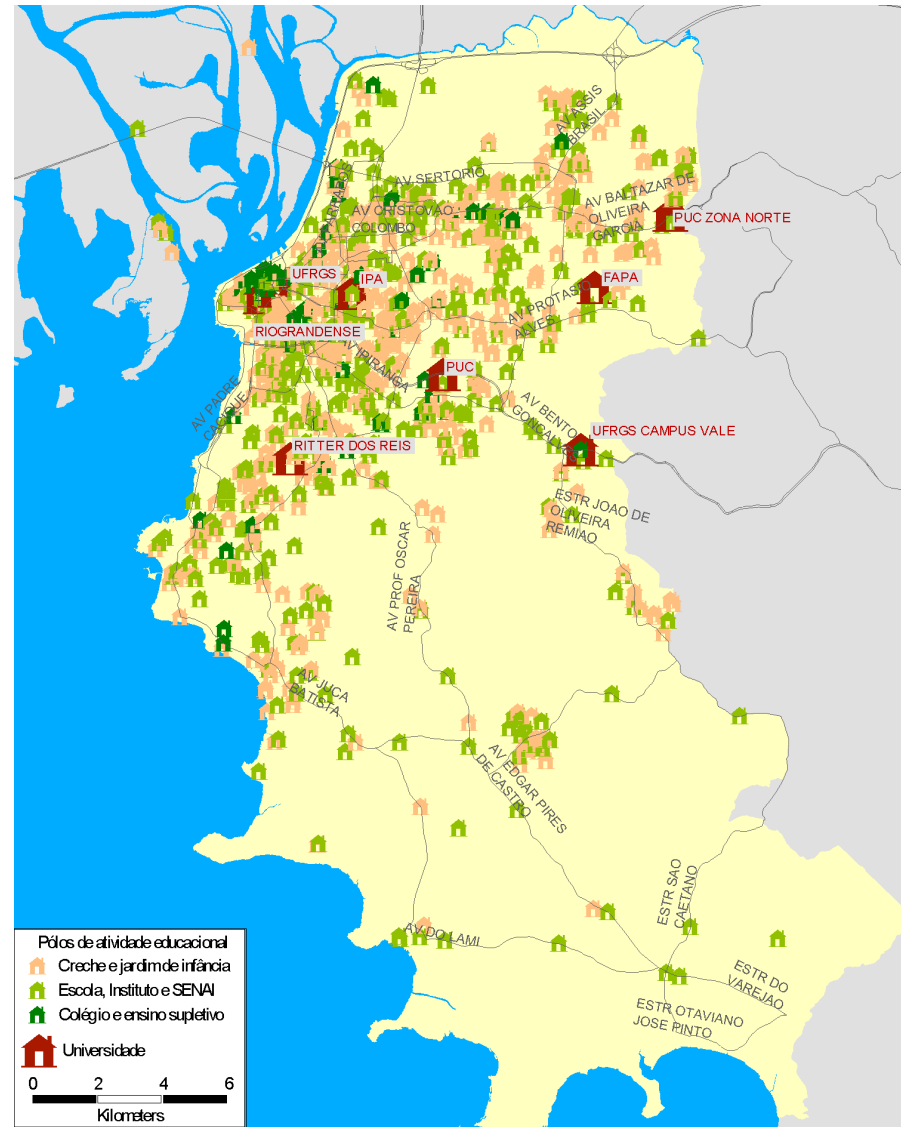 AV ASSIS
BRASIL
AV SERTORIO
AV FARRAPOS
AV BALTAZAR DE
OLIVEIRA
GARCIA
AV CRISTOVAO
COLOMBO
PUC ZONA NORTE
UFRGS
IPA
FAPA
AV PROTASIO
ALVES
RIOGRANDENSE
AV IPIRANGA
PUC
AV PADRE
CACIQUE
AV BENTO
GONCALVES
UFRGS CAMPUS VALE
RITTER DOS REIS
ESTR JOAO DE
OLIVEIRA
REMIAO
AV PROF OSCAR
PEREIRA
AV JUCA
BATISTA
AV EDGAR PIRES
DE CASTRO
ESTR SAO
CAETANO
AV DO LAMI
ESTR DO
VAREJAO
ESTR OTAVIANO
JOSE PINTO
Pólos de atividade educacional
Creche e jardim de infância
Escola, Instituto e SENAI
Colégio e ensino supletivo
Universidade
0 2 4 6
Kilometers